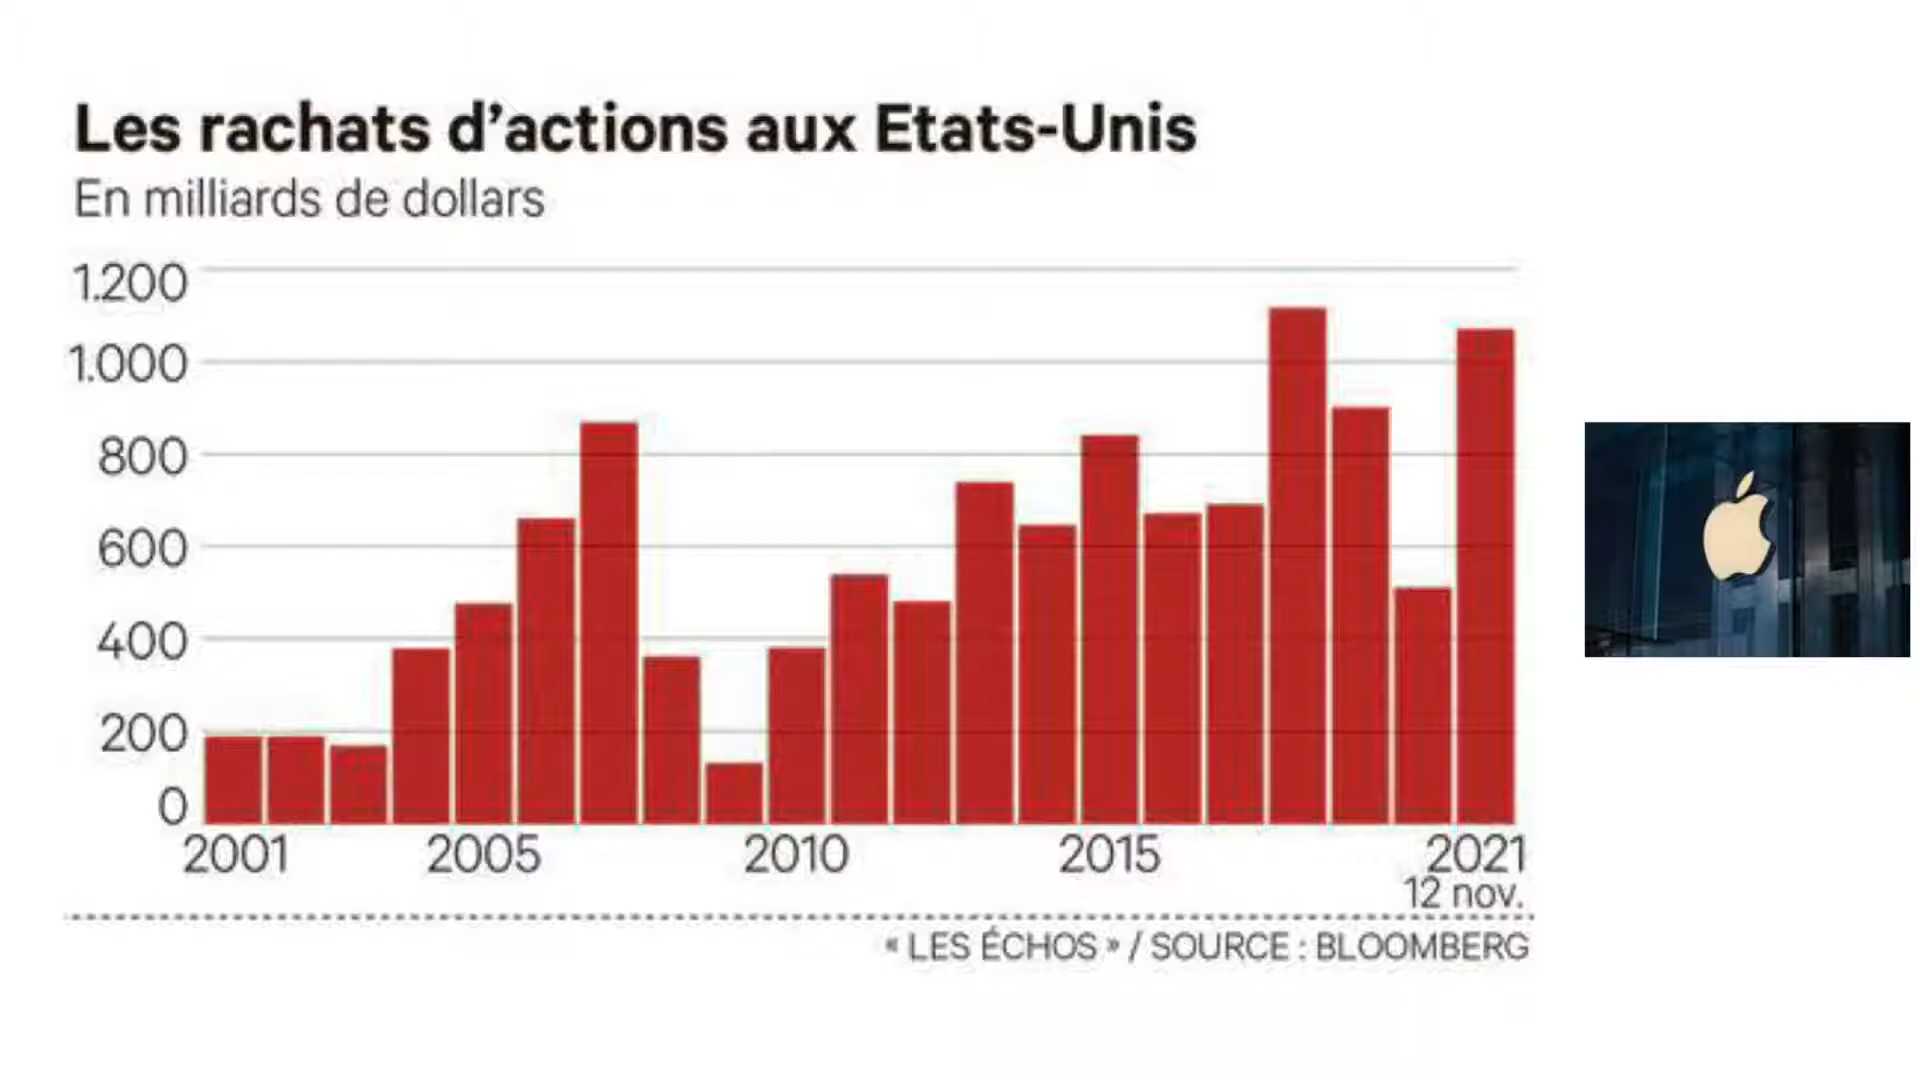 Les rachats d’actions aux Etats-Unis
En milliards de dollars
1.200
1.000
800
600
400
200
0
2001 2005 2010 2015 2021
12 nov.
« LES ÉCHOS » / SOURCE : BLOOMBERG